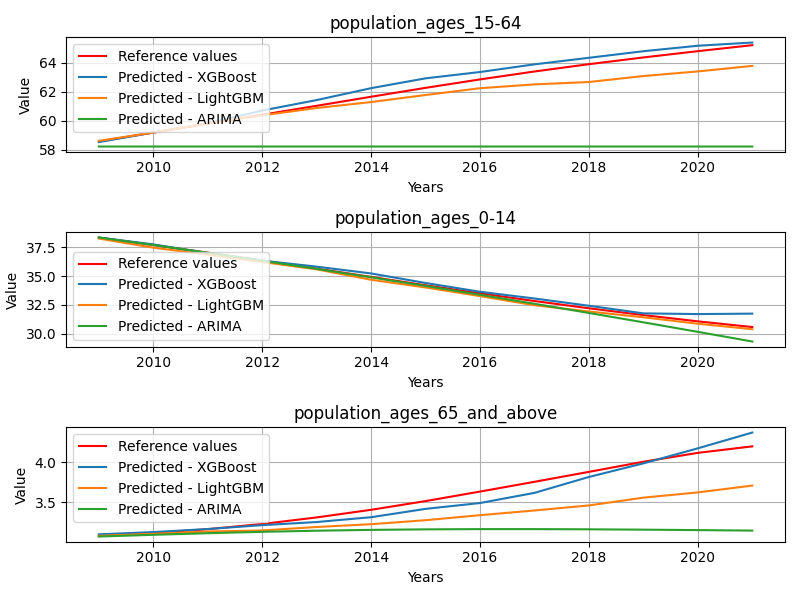 population_ages_15-64
Reference values
Predicted - XGBoost
Predicted - LightGBM
Predicted - ARIMA
64
62
60
58
Value
2010 2012 2014 2016 2018 2020
Years
population_ages_0-14
37.5
35.0
32.5
30.0
Value
Reference values
Predicted - XGBoost
Predicted - LightGBM
Predicted - ARIMA
2010 2012 2014 2016 2018 2020
Years
population_ages_65_and_above
Reference values
Predicted - XGBoost
Predicted - LightGBM
Predicted - ARIMA
4.0
3.5
Value
2010 2012 2014 2016 2018 2020
Years